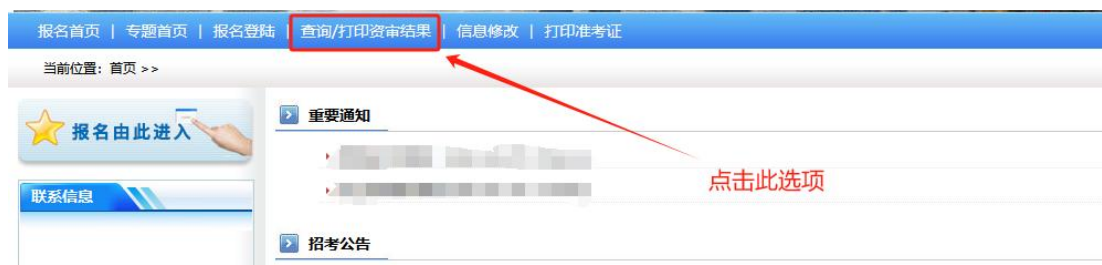 报名首页 | 专题首页 | 报名登陆 | 查询/打印资审结果 | 信息修改 | 打印准考证
当前位置：首页 >>
报名由此进入
重要通知
点击此选项
联系信息
招考公告